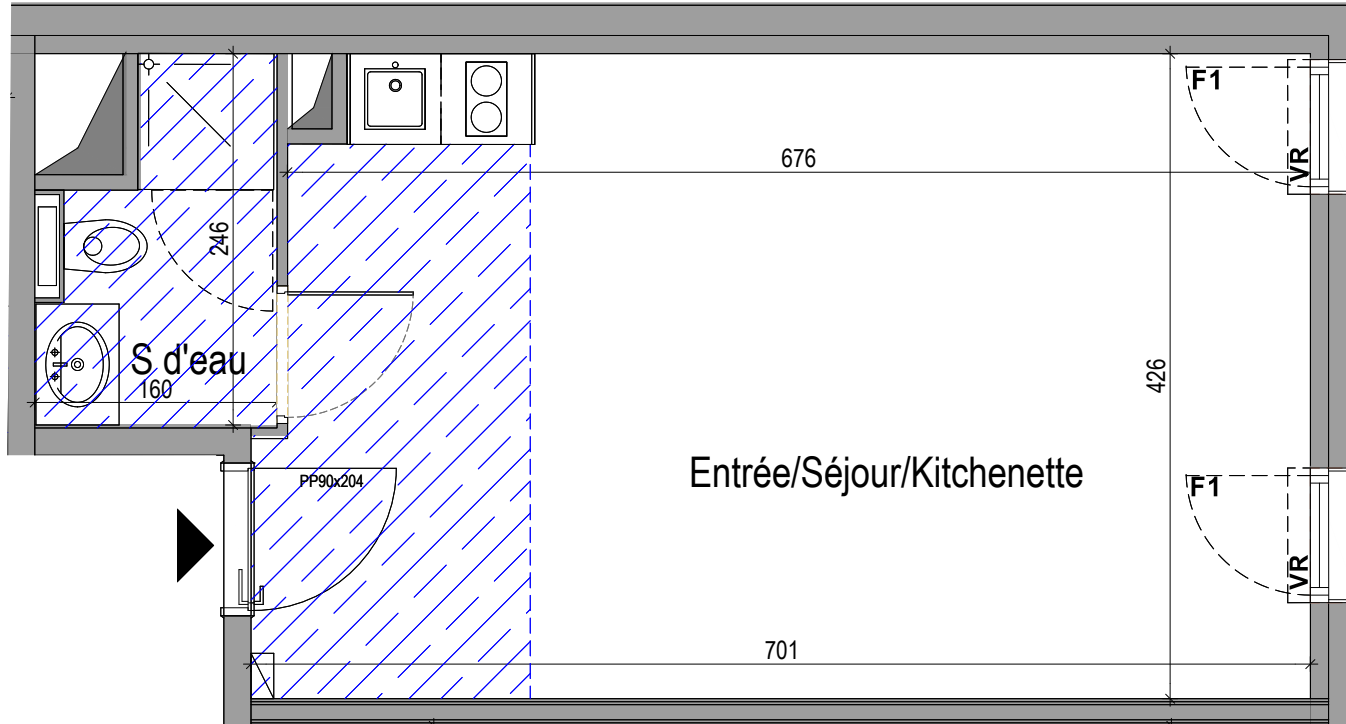 F1
VR
676
246
S d'eau
160
426
Entrée/Séjour/Kitchenette
PP90x204
F1
VR
701